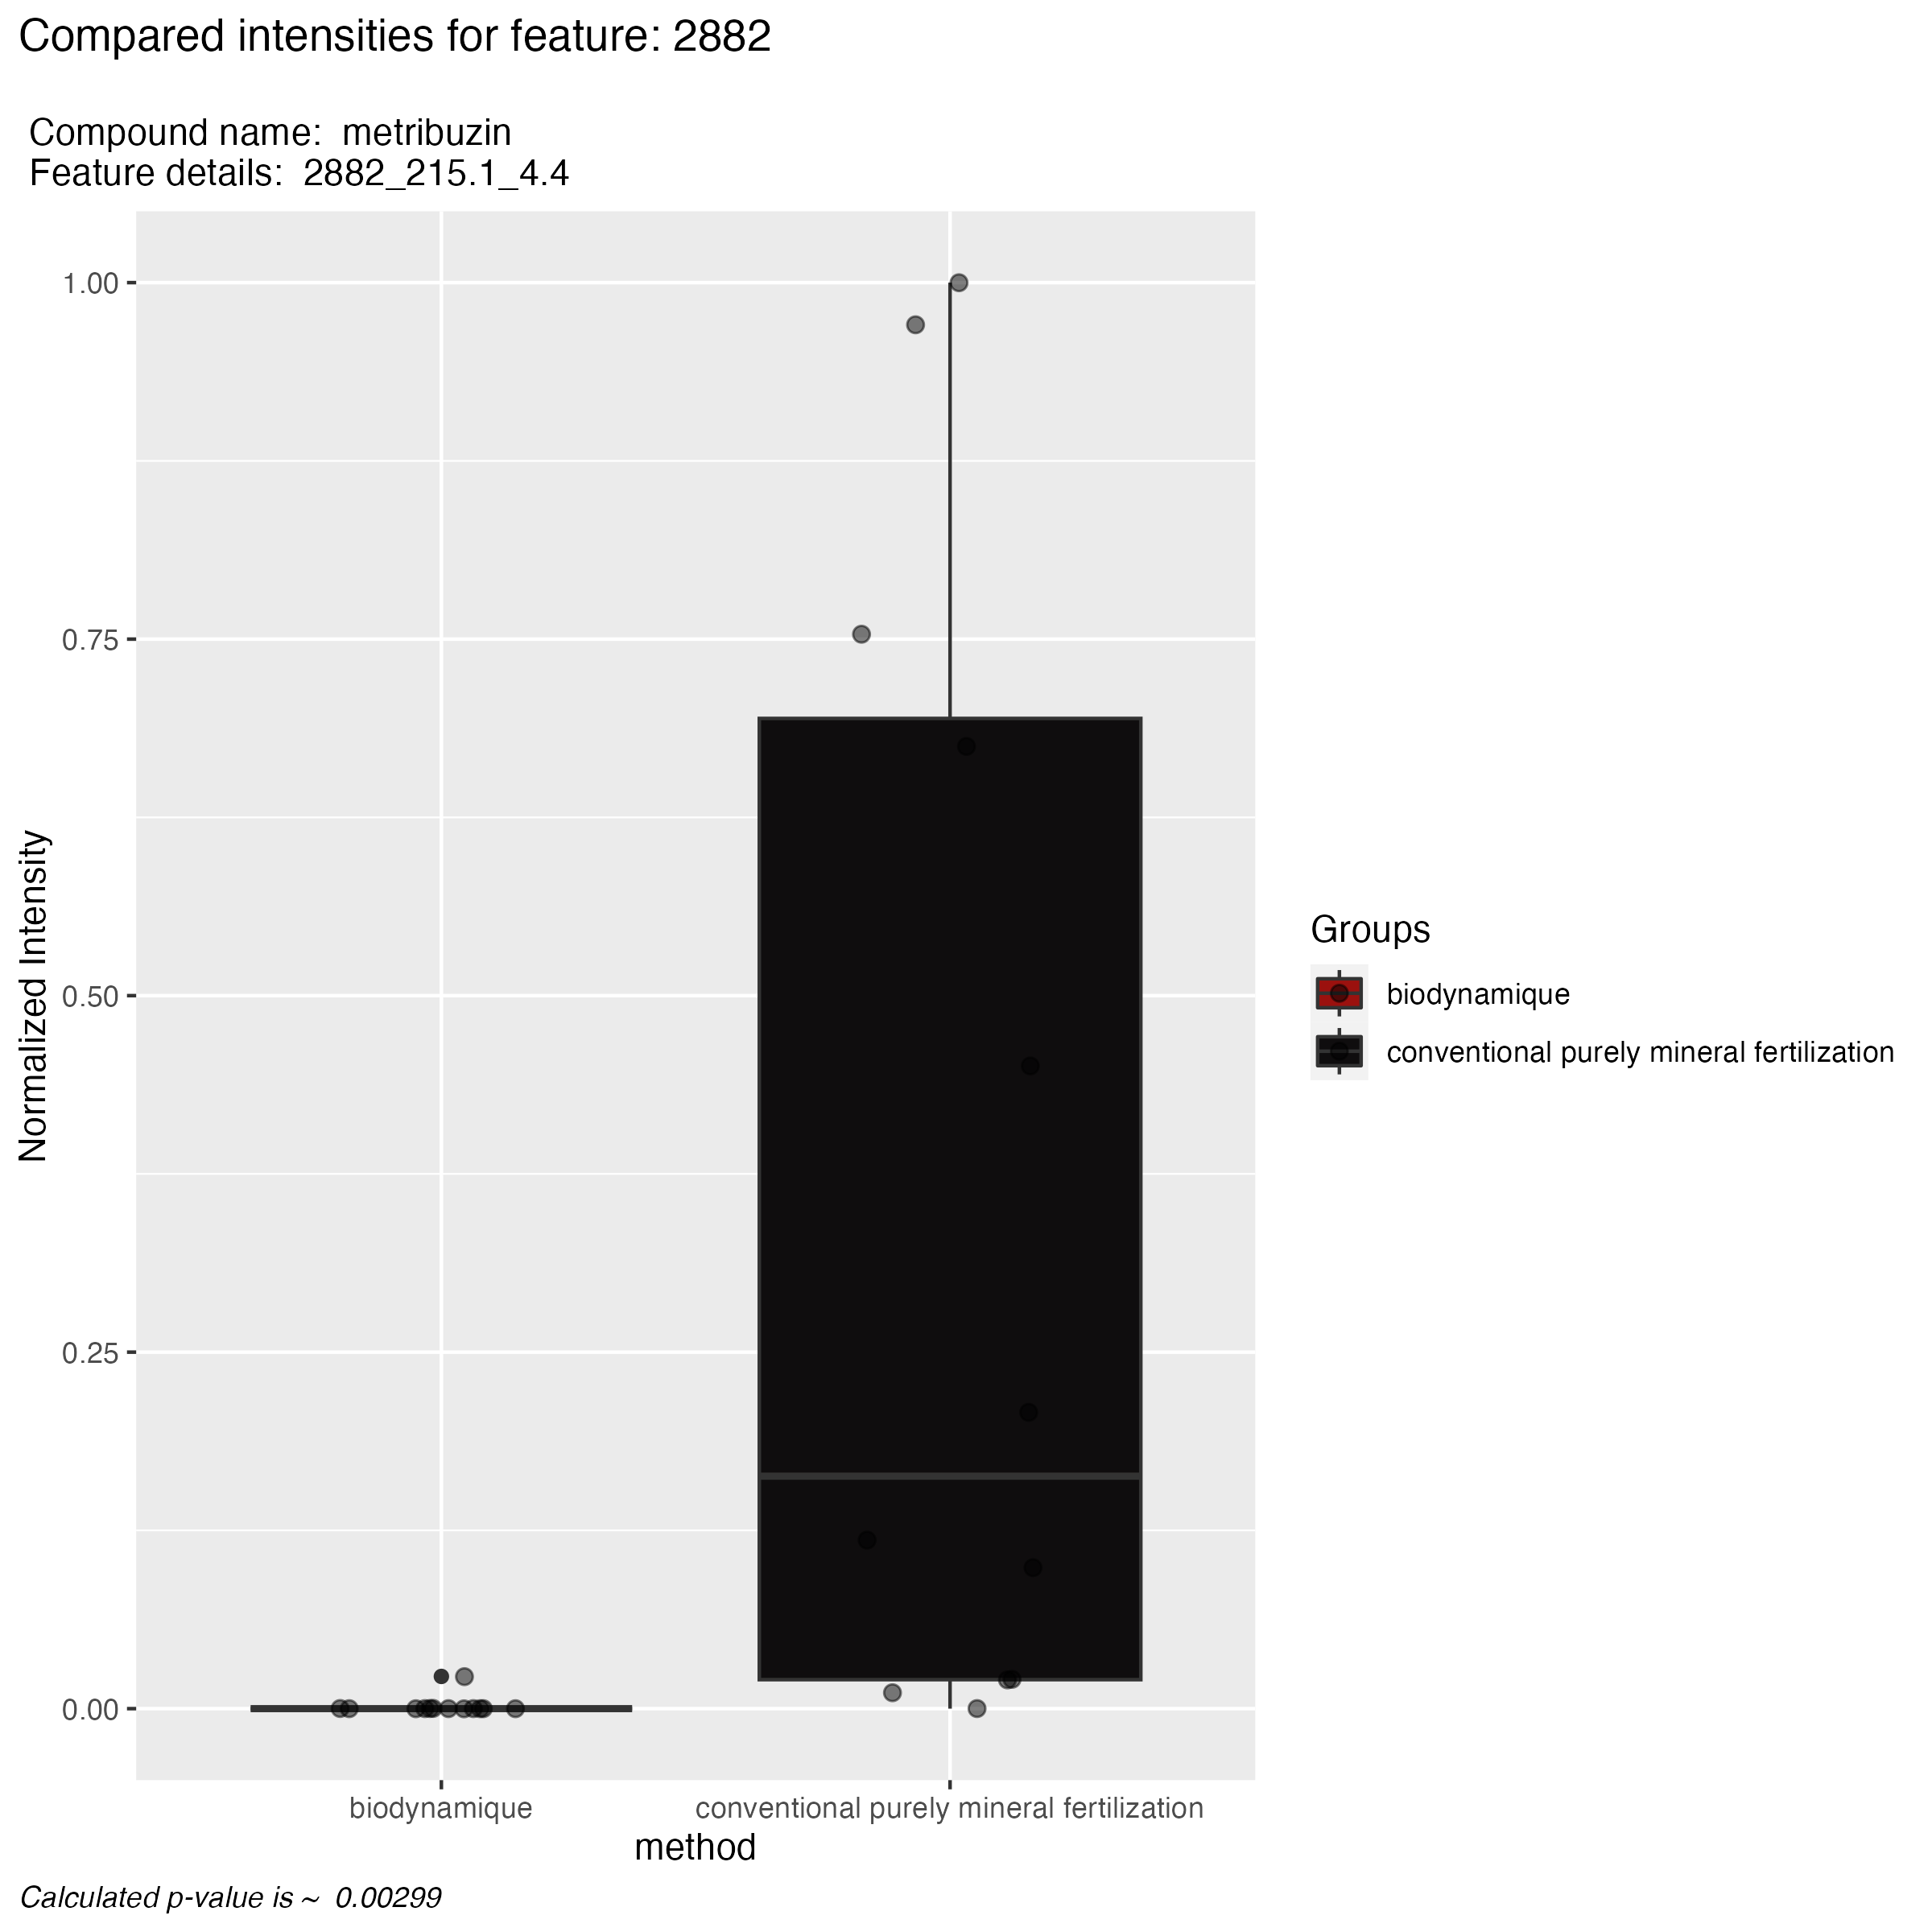 Compared intensities for feature: 2882
Compound name:  metribuzin
Feature details:  2882_215.1_4.4
1.00
0.75
0.50
0.25
0.00
Normalized Intensity
biodynamique
conventional purely mineral fertilization
method
Groups
biodynamique
conventional purely mineral fertilization
Calculated p-value is ~  0.00299